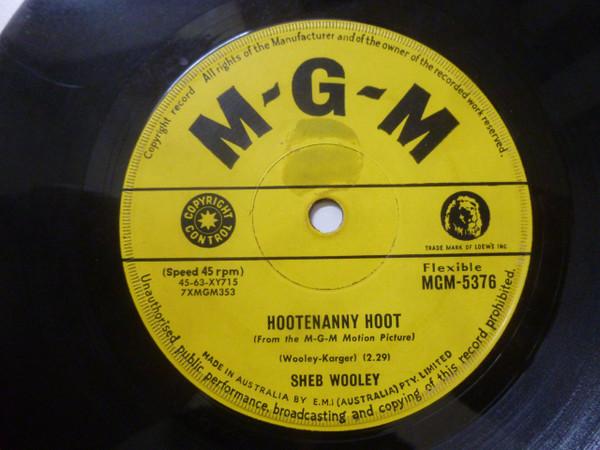 Copyright record All rights of the Manufacturer and of the owner of the recorded work reserved.
M-G-M
COPYRIGHT
CONTROL
TRADE MARK OF LOEW'S INC
(Speed 45 rpm)
45-63-XY715
7XMGM353
Flexible
MGM-5376
HOOTENANNY HOOT
(From the M-G-M Motion Picture)
(Wooley-Karger) (2.29)
SHEB WOOLEY
MADE IN AUSTRALIA BY E.M.I (AUSTRALIA) PTY. LIMITED
Unauthorised public performance, broadcasting and copying of this record prohibited.